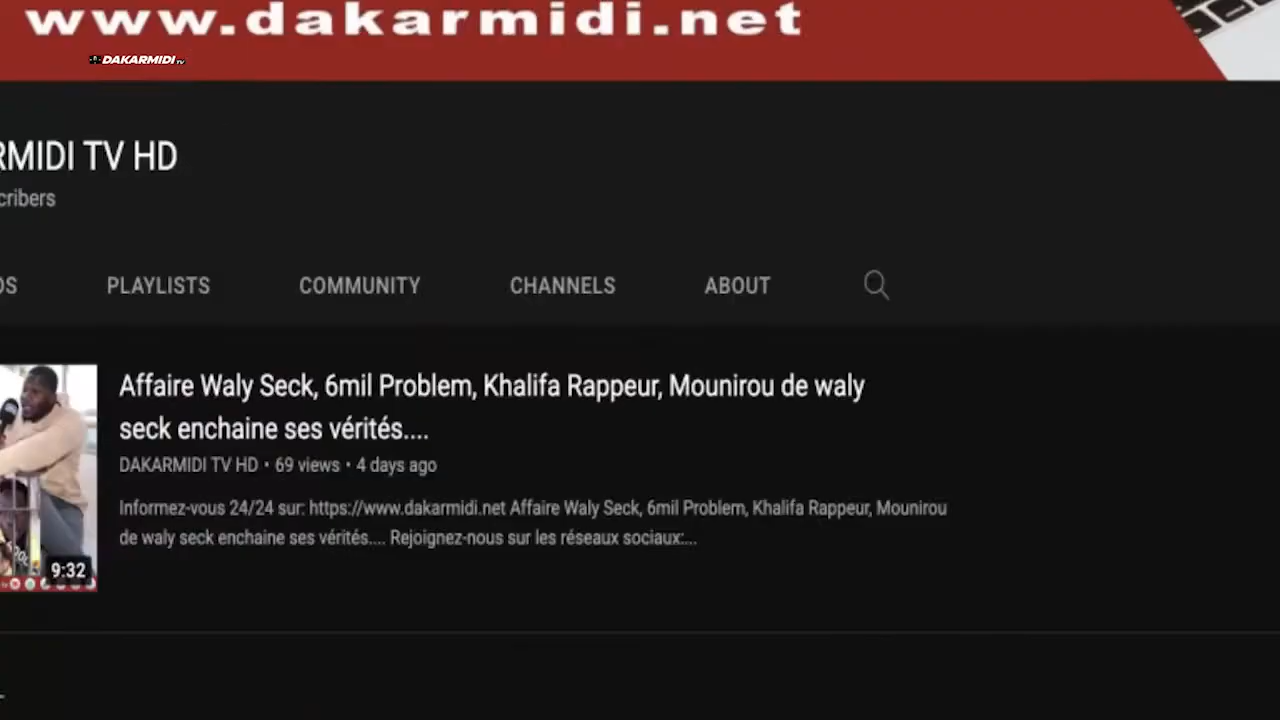 www.dakarmidi.net
DAKARMIDI TV
RMIDI TV HD
cribers
OS
PLAYLISTS
COMMUNITY
CHANNELS
ABOUT
Affaire Waly Seck, 6mil Problem, Khalifa Rappeur, Mounirou de waly
seck enchaine ses vérités....
DAKARMIDI TV HD • 69 views • 4 days ago
Informez-vous 24/24 sur: https://www.dakarmidi.net Affaire Waly Seck, 6mil Problem, Khalifa Rappeur, Mounirou
de waly seck enchaine ses vérités.... Rejoignez-nous sur les réseaux sociaux:...
9:32